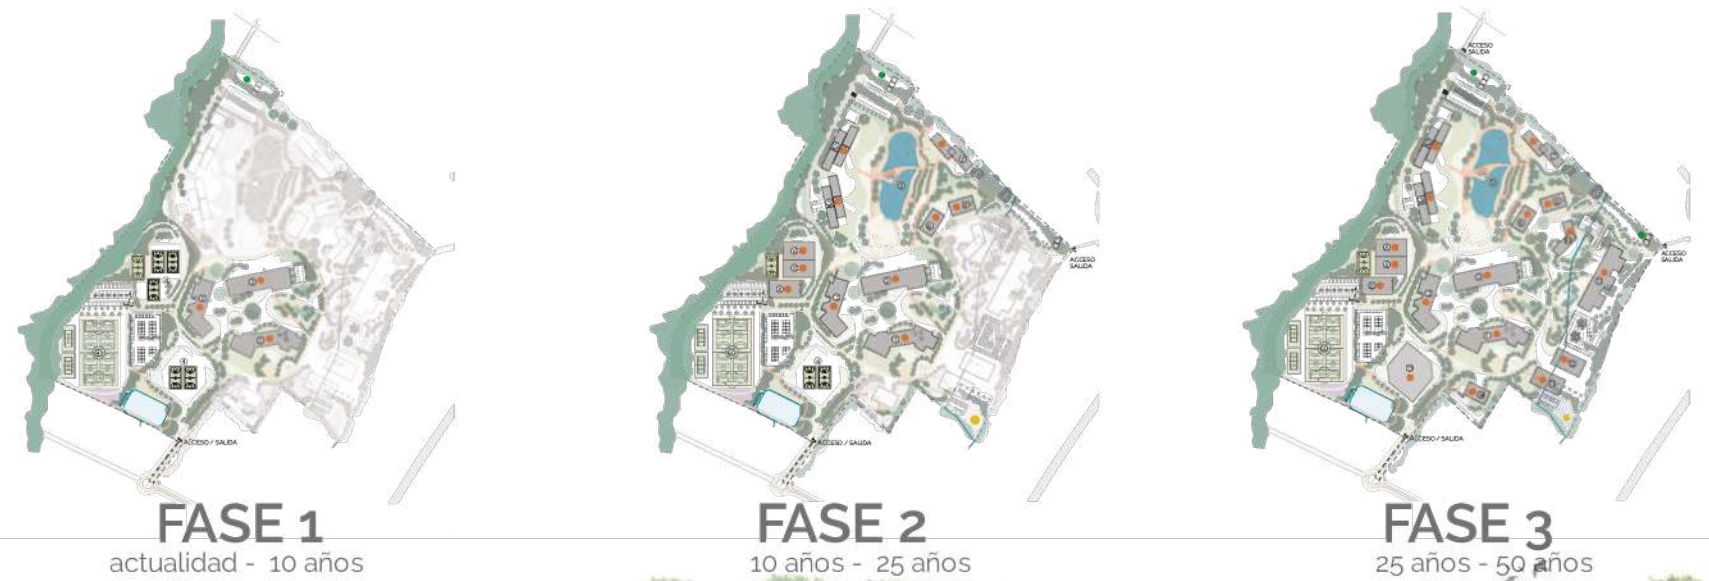 ACCESO / SALIDA
FASE 1
actualidad - 10 años
ACCESO
SALIDA
ACCESO / SALIDA
FASE 2
10 años - 25 años
ACCESO
SALIDA
ACCESO
SALIDA
ACCESO / SALIDA
FASE 3
25 años - 50 años